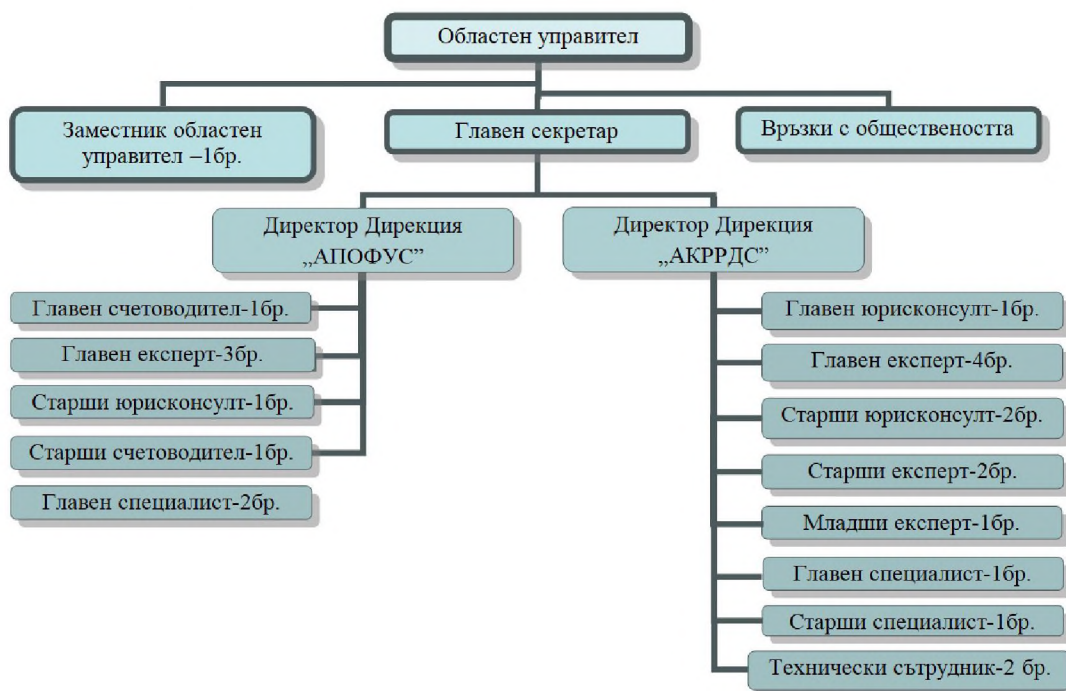 Областен управител
Заместник областен
управител –1бр.
Главен секретар
Връзки с обществеността
Директор Дирекция
„АПОФУС”
Директор Дирекция
„АКРРДС”
Главен счетоводител-1бр.
Главен експерт-3бр.
Старши юрисконсулт-1бр.
Старши счетоводител-1бр.
Главен специалист-2бр.
Главен юрисконсулт-1бр.
Главен експерт-4бр.
Старши юрисконсулт-2бр.
Старши експерт-2бр.
Младши експерт-1бр.
Главен специалист-1бр.
Старши специалист-1бр.
Технически сътрудник-2 бр.